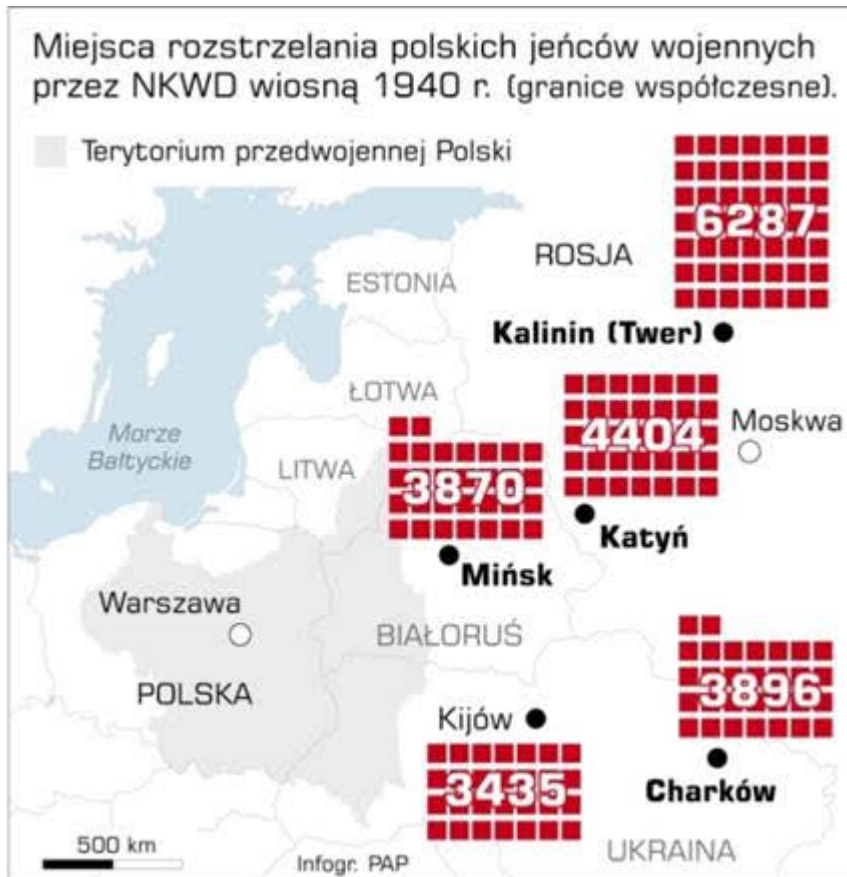 Miejsca rozstrzelania polskich jeńców wojennych
przez NKWD wiosną 1940 r. (granice współczesne).
Terytorium przedwojennej Polski
6287
ROSJA
ESTONIA
Kalinin (Twer)
ŁOTWA
4404
Moskwa
Morze
Bałtyckie
LITWA
3870
Katyń
Mińsk
Warszawa
BIAŁORUŚ
POLSKA
3896
Kijów
3435
Charków
500 km
Infogr. PAP
UKRAINA